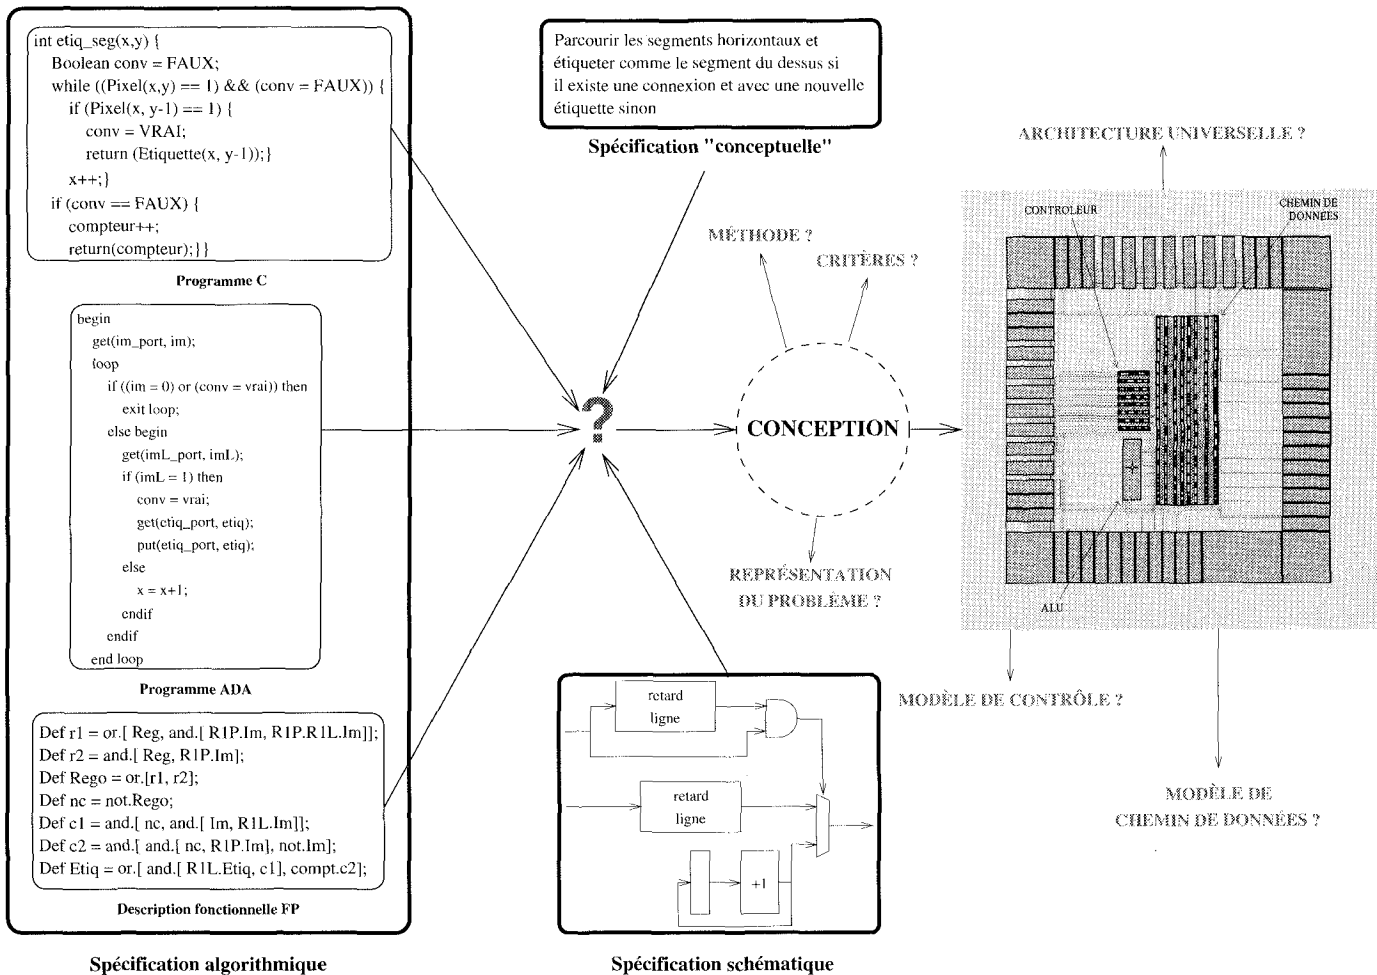 int etiq_seg(x,y) {
Boolean conv = FAUX;
while ((Pixel(x,y) == 1) && (conv = FAUX)) {
if (Pixel(x, y-1) == 1) {
conv = VRAI;
return (Etiquette(x, y-1));}
x++;}
if (conv == FAUX) {
compteur++;
return(compteur);}}
Programme C
begin
get(im_port, im);
loop
if ((im = 0) or (conv = vrai)) then
exit loop;
else begin
get(imL_port, imL);
if (imL = 1) then
conv = vrai;
get(etiq_port, etiq);
put(etiq_port, etiq);
else
x = x+1;
endif
endif
end loop
Programme ADA
Def r1 = or.[ Reg, and.[ R1P.Im, R1P.R1L.Im]];
Def r2 = and.[ Reg, R1P.Im];
Def Rego = or.[r1, r2];
Def nc = not.Rego;
Def c1 = and.[ nc, and.[ Im, R1L.Im]];
Def c2 = and.[ and.[ nc, R1P.Im], not.Im];
Def Etiq = or.[ and.[ R1L.Etiq, c1], compt.c2];
Description fonctionnelle FP
Spécification algorithmique
Parcourir les segments horizontaux et
étiqueter comme le segment du dessus si
il existe une connexion et avec une nouvelle
étiquette sinon
Spécification "conceptuelle"
?
MÉTHODE ?
CRITÈRES ?
CONCEPTION
REPRÉSENTATION
DU PROBLÈME ?
retard
ligne
retard
ligne
+1
Spécification schématique
ARCHITECTURE UNIVERSELLE ?
CONTROLEUR
CHEMIN DE
DONNÉES
ALU
MODÈLE DE CONTRÔLE ?
MODÈLE DE
CHEMIN DE DONNÉES ?